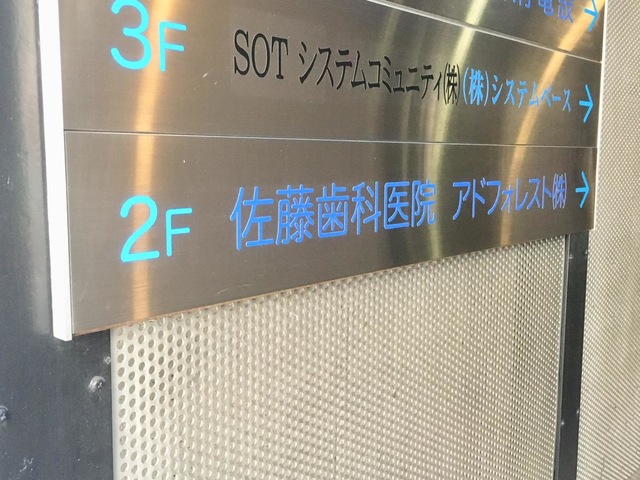 3F SOT システムコミュニティ(株) (株)システムベース →
2F 佐藤歯科医院 アドフォレスト(株) →